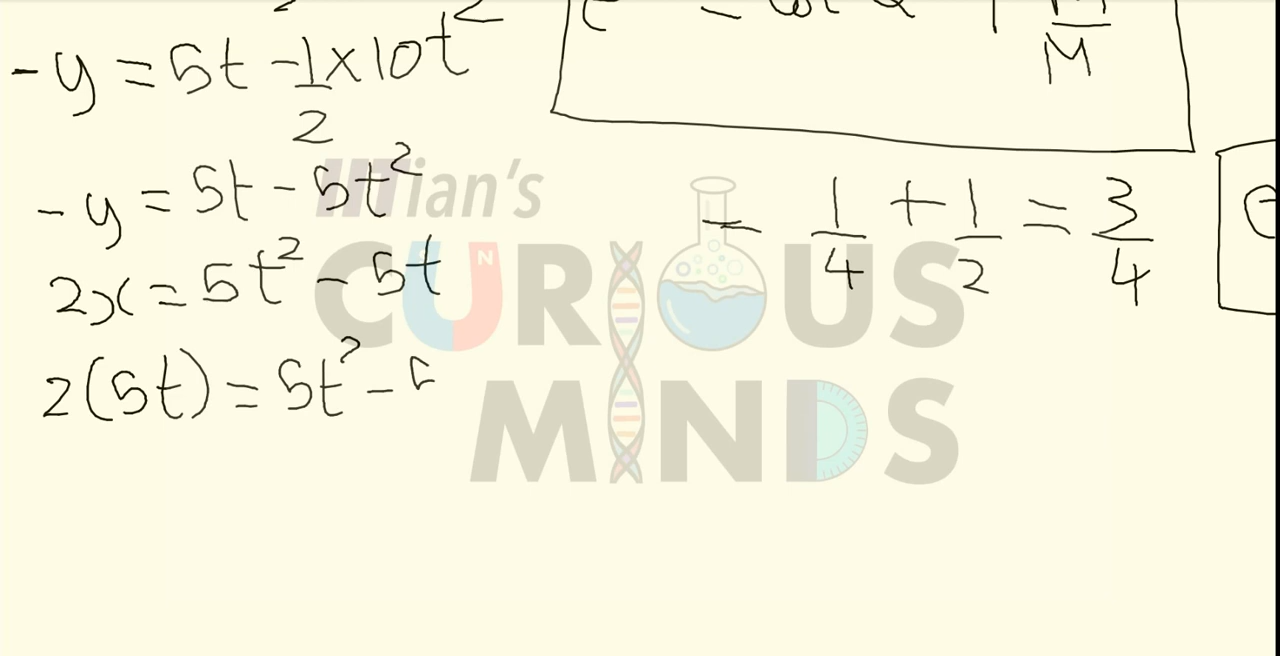 -y = 5t - 1/2 × 10t²
M
-y = 5t - 5t²
2x = 5t² - 5t
2(5t) = 5t² - 5
= 1/4 + 1/2 = 3/4
IITian's
CURIOUS
N
MINDS